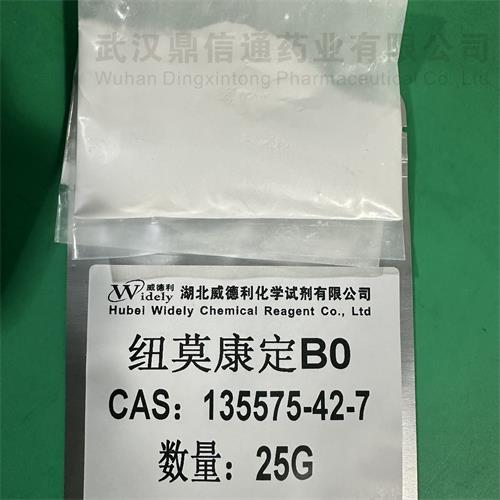 武汉鼎信通药业有限公司
Wuhan Dingxintong Pharmaceutical Co.,Ltd.
Widely 威德利 湖北威德利化学试剂有限公司
Hubei Widely Chemical Reagent Co., Ltd
纽莫康定B0
CAS：135575-42-7
数量：25G